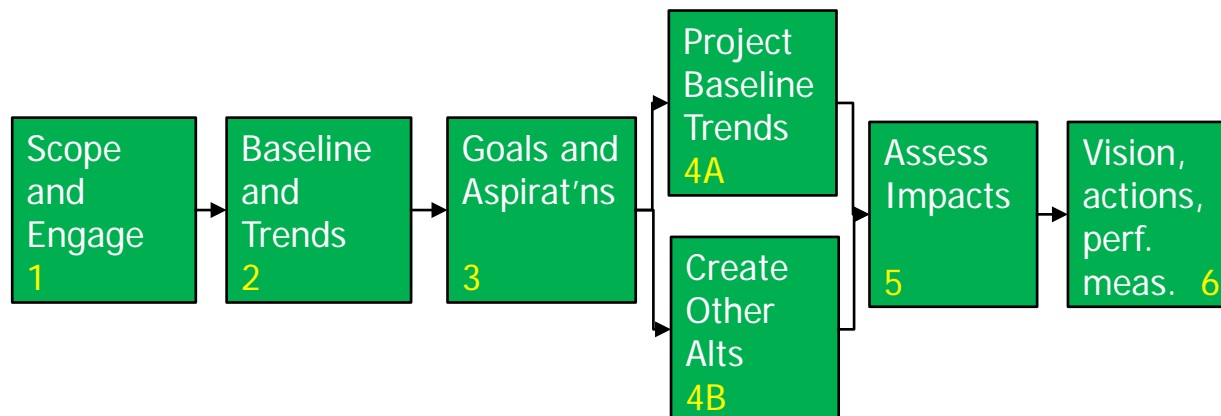 Scope
and
Engage
1
Baseline
and
Trends
2
Goals and
Aspirat'ns
3
Project
Baseline
Trends
4A
Create
Other
Alts
4B
Assess
Impacts
5
Vision,
actions,
perf.
meas. 6